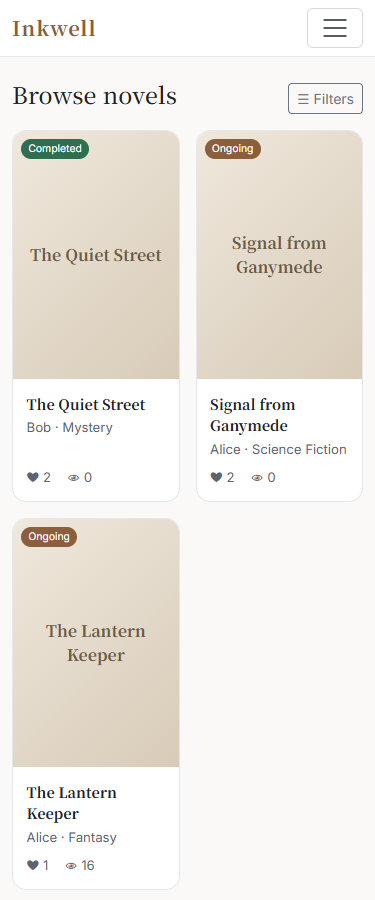 Inkwell
Browse novels
☰ Filters
Completed
The Quiet Street
The Quiet Street
Bob · Mystery
♥ 2 👁 0
Ongoing
Signal from
Ganymede
Signal from
Ganymede
Alice · Science Fiction
♥ 2 👁 0
Ongoing
The Lantern
Keeper
The Lantern
Keeper
Alice · Fantasy
♥ 1 👁 16